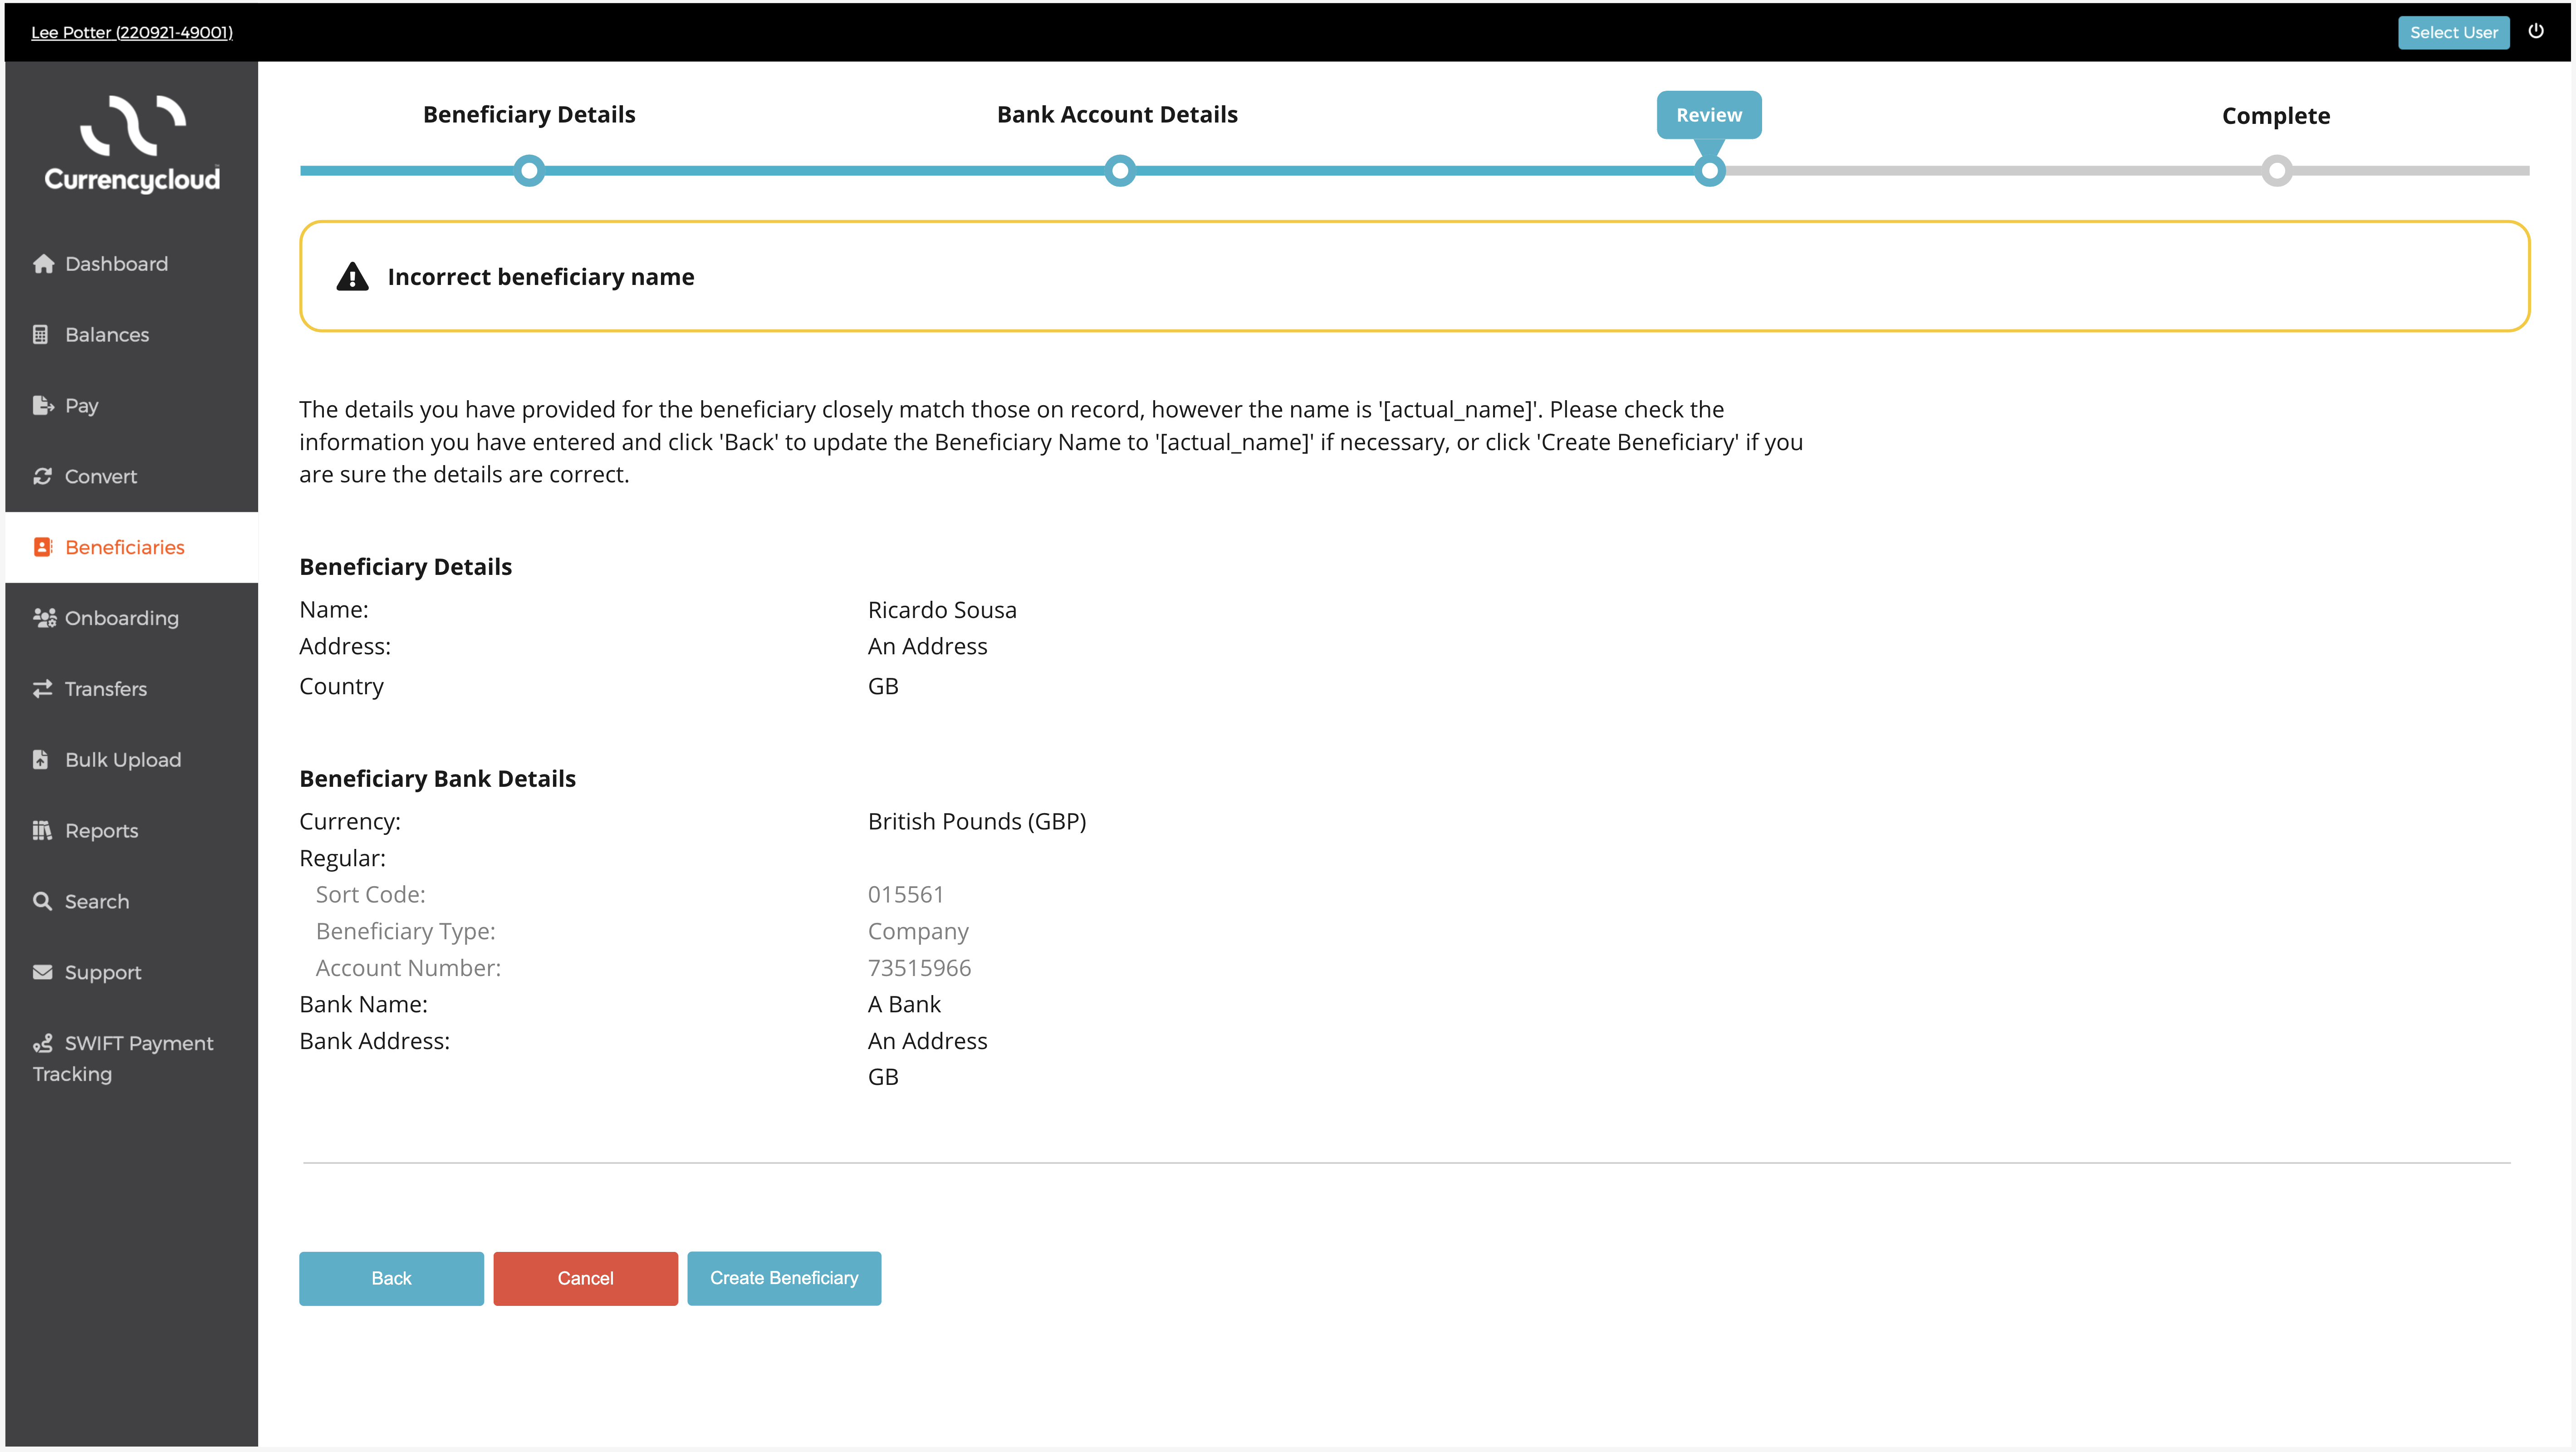 Lee Potter (220921-49001)
Select User
Currencycloud
Dashboard
Balances
Pay
Convert
Beneficiaries
Onboarding
Transfers
Bulk Upload
Reports
Search
Support
SWIFT Payment
Tracking
Beneficiary Details
Bank Account Details
Review
Complete
Incorrect beneficiary name
The details you have provided for the beneficiary closely match those on record, however the name is '[actual_name]'. Please check the
information you have entered and click 'Back' to update the Beneficiary Name to '[actual_name]' if necessary, or click 'Create Beneficiary' if you
are sure the details are correct.
Beneficiary Details
Name: Ricardo Sousa
Address: An Address
Country GB
Beneficiary Bank Details
Currency: British Pounds (GBP)
Regular:
Sort Code: 015561
Beneficiary Type: Company
Account Number: 73515966
Bank Name: A Bank
Bank Address: An Address
GB
Back
Cancel
Create Beneficiary